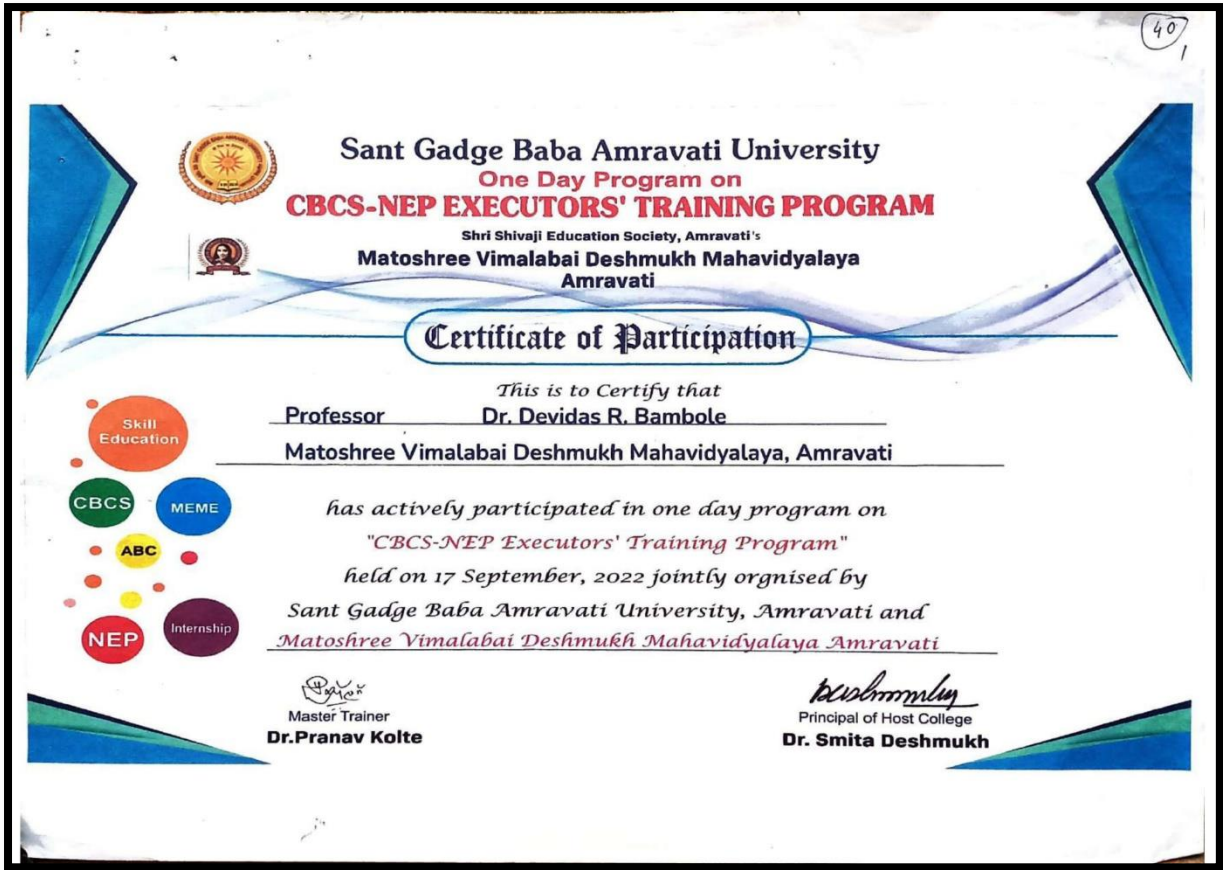 40
1
Sant Gadge Baba Amravati University
One Day Program on
CBCS-NEP EXECUTORS' TRAINING PROGRAM
Shri Shivaji Education Society, Amravati's
Matoshree Vimalabai Deshmukh Mahavidyalaya
Amravati
Certificate of Participation
This is to Certify that
Professor Dr. Devidas R. Bambole
Matoshree Vimalabai Deshmukh Mahavidyalaya, Amravati
Skill
Education
CBCS
MEME
ABC
NEP
Internship
has actively participated in one day program on
"CBCS-NEP Executors' Training Program"
held on 17 September, 2022 jointly orgnised by
Sant Gadge Baba Amravati University, Amravati and
Matoshree Vimalabai Deshmukh Mahavidyalaya Amravati
Master Trainer
Dr.Pranav Kolte
Principal of Host College
Dr. Smita Deshmukh